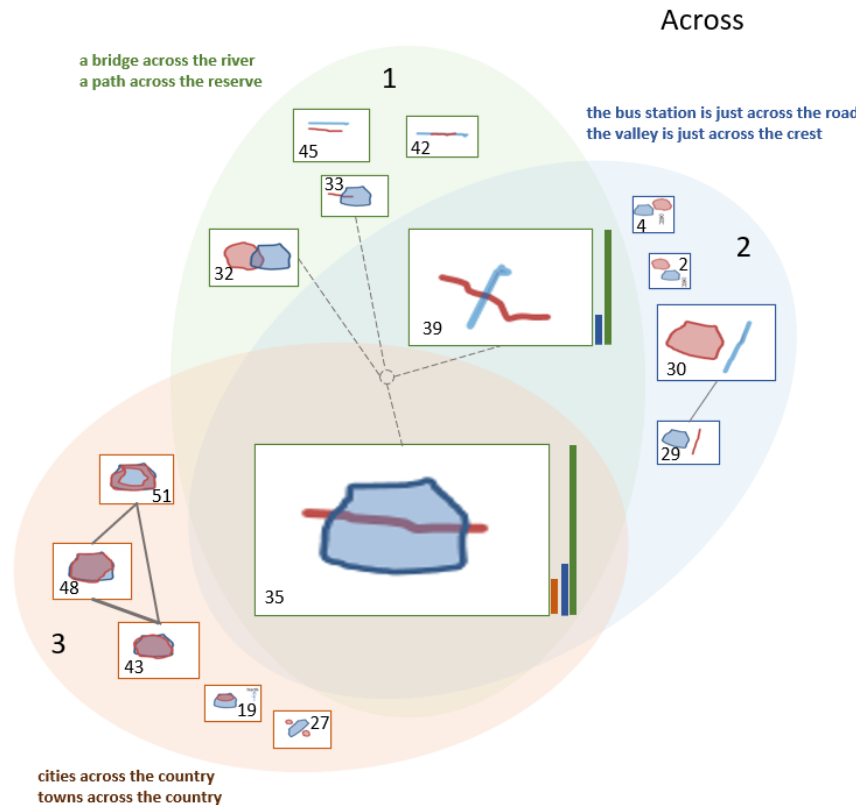 Across
a bridge across the river
a path across the reserve
1
the bus station is just across the road
the valley is just across the crest
45
42
33
4
2
2
32
39
30
29
51
48
35
3
43
19
27
cities across the country
towns across the country